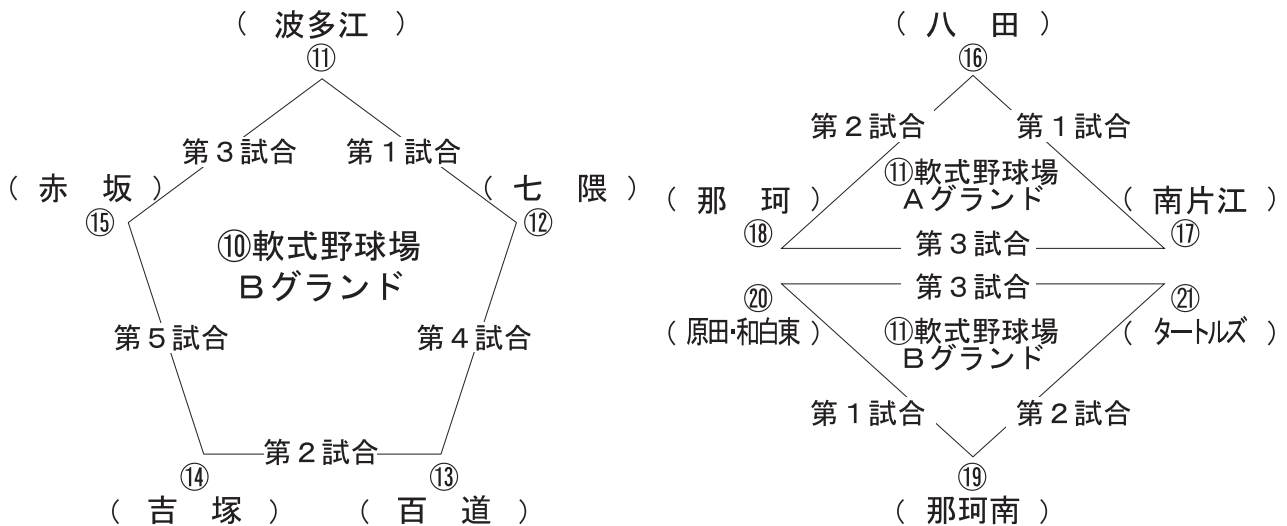 （ 波多江 ）
⑪
第３試合
第１試合
（ 赤　坂 ）
⑮
（ 七　隈 ）
⑫
⑩軟式野球場
Ｂグランド
第５試合
第４試合
第２試合
⑭
（ 吉　塚 ）
⑬
（ 百　道 ）
（ 八　田 ）
⑯
第２試合
第１試合
⑪軟式野球場
Ａグランド
（ 那　珂 ）
⑱
（ 南片江 ）
⑰
第３試合
第３試合
⑳
（ 原田・和白東 ）
㉑
（ タートルズ ）
⑪軟式野球場
Ｂグランド
第１試合
第２試合
⑲
（ 那珂南 ）